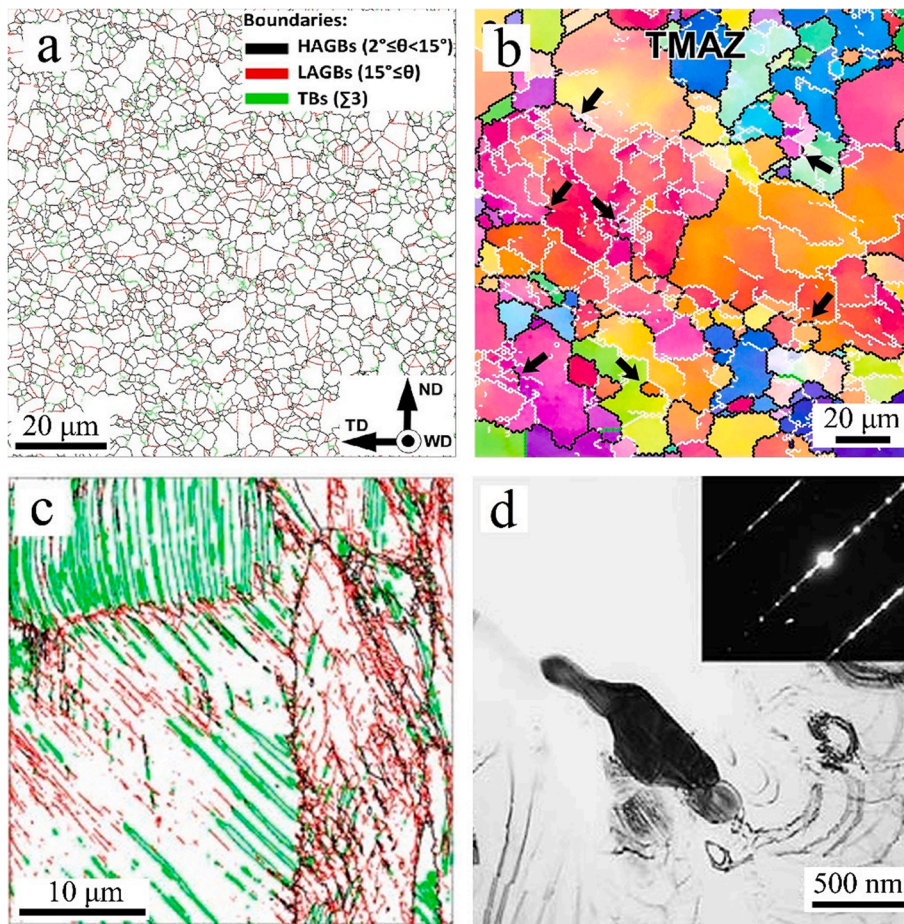 a
Boundaries:
HAGBs (2°≤θ<15°)
LAGBs (15°≤θ)
TBs (∑3)
ND
TD
WD
20 μm
b
TMAZ
20 μm
c
10 μm
d
500 nm